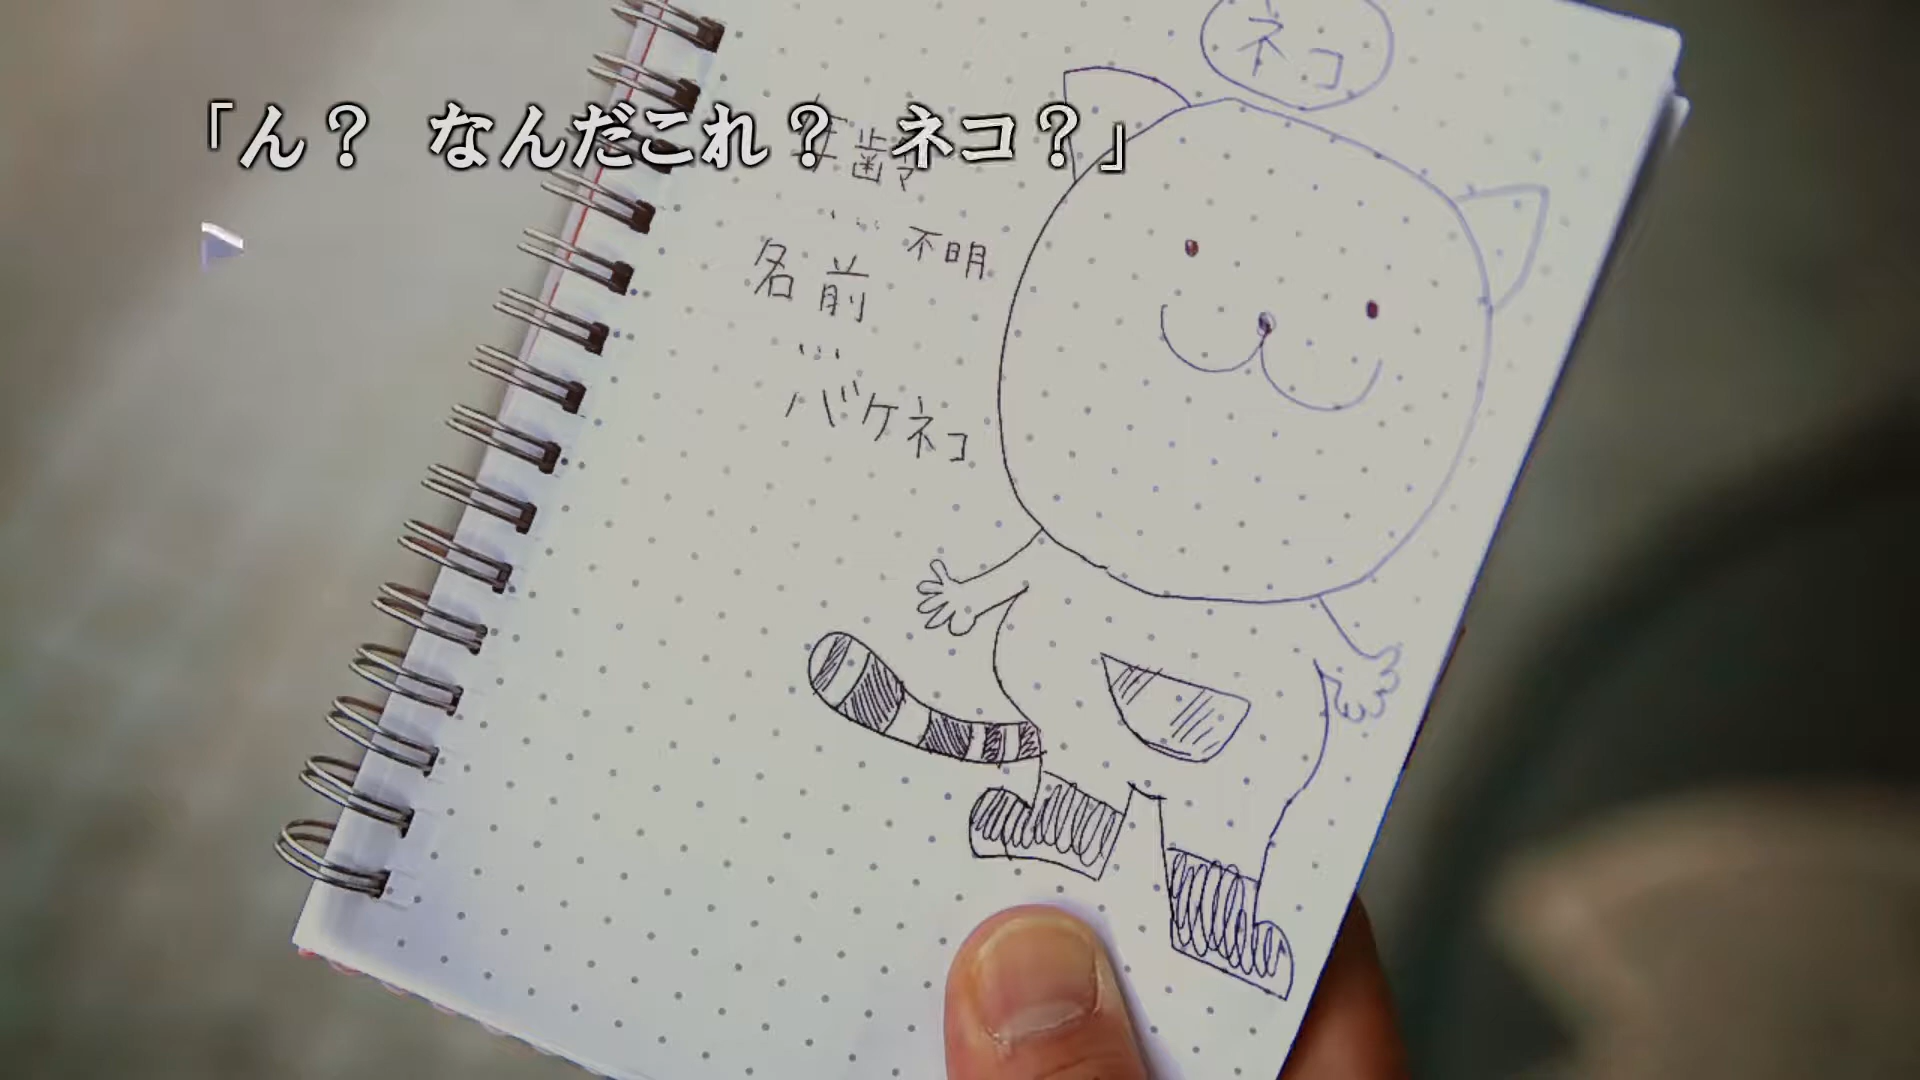 「ん？　なんだこれ？　ネコ？」
ネコ
年齢
… 不明
名前
…
バケネコ